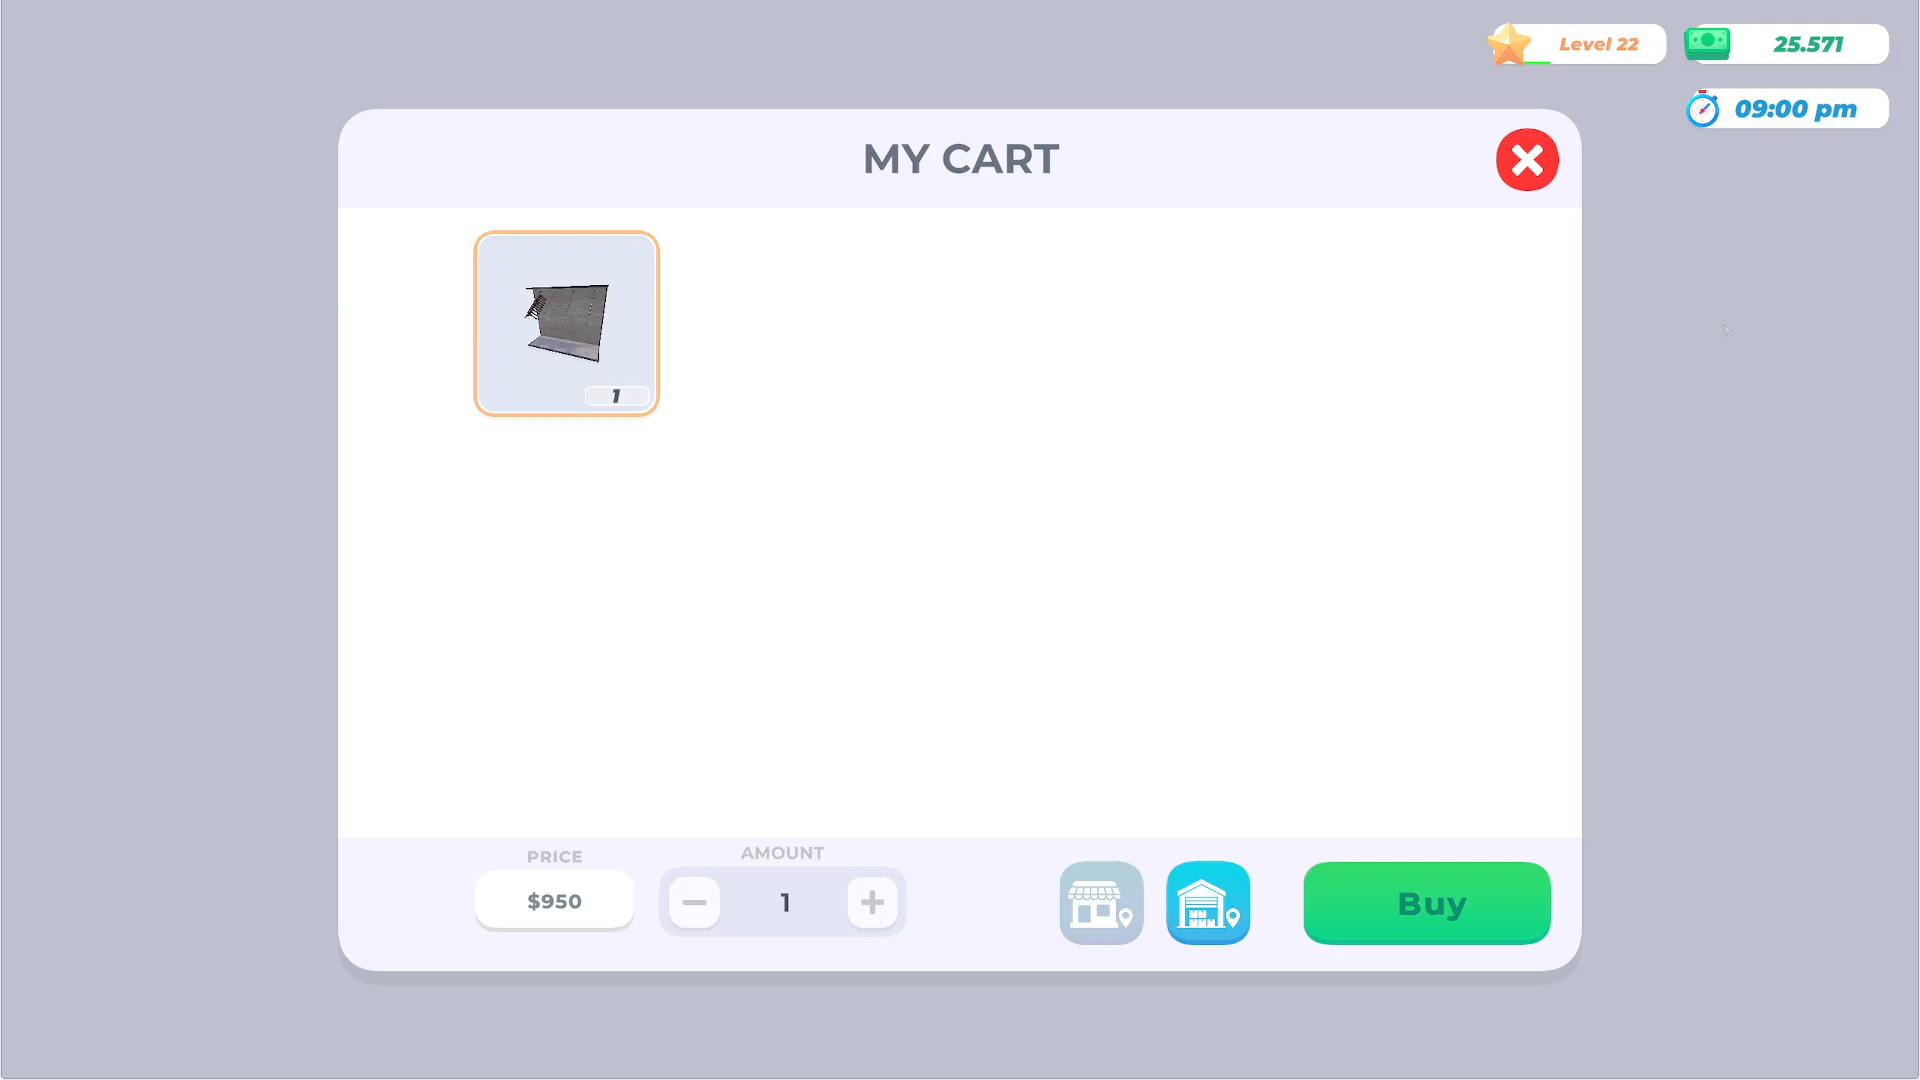 Level 22
25.571
09:00 pm
MY CART
1
PRICE
$950
AMOUNT
1
Buy